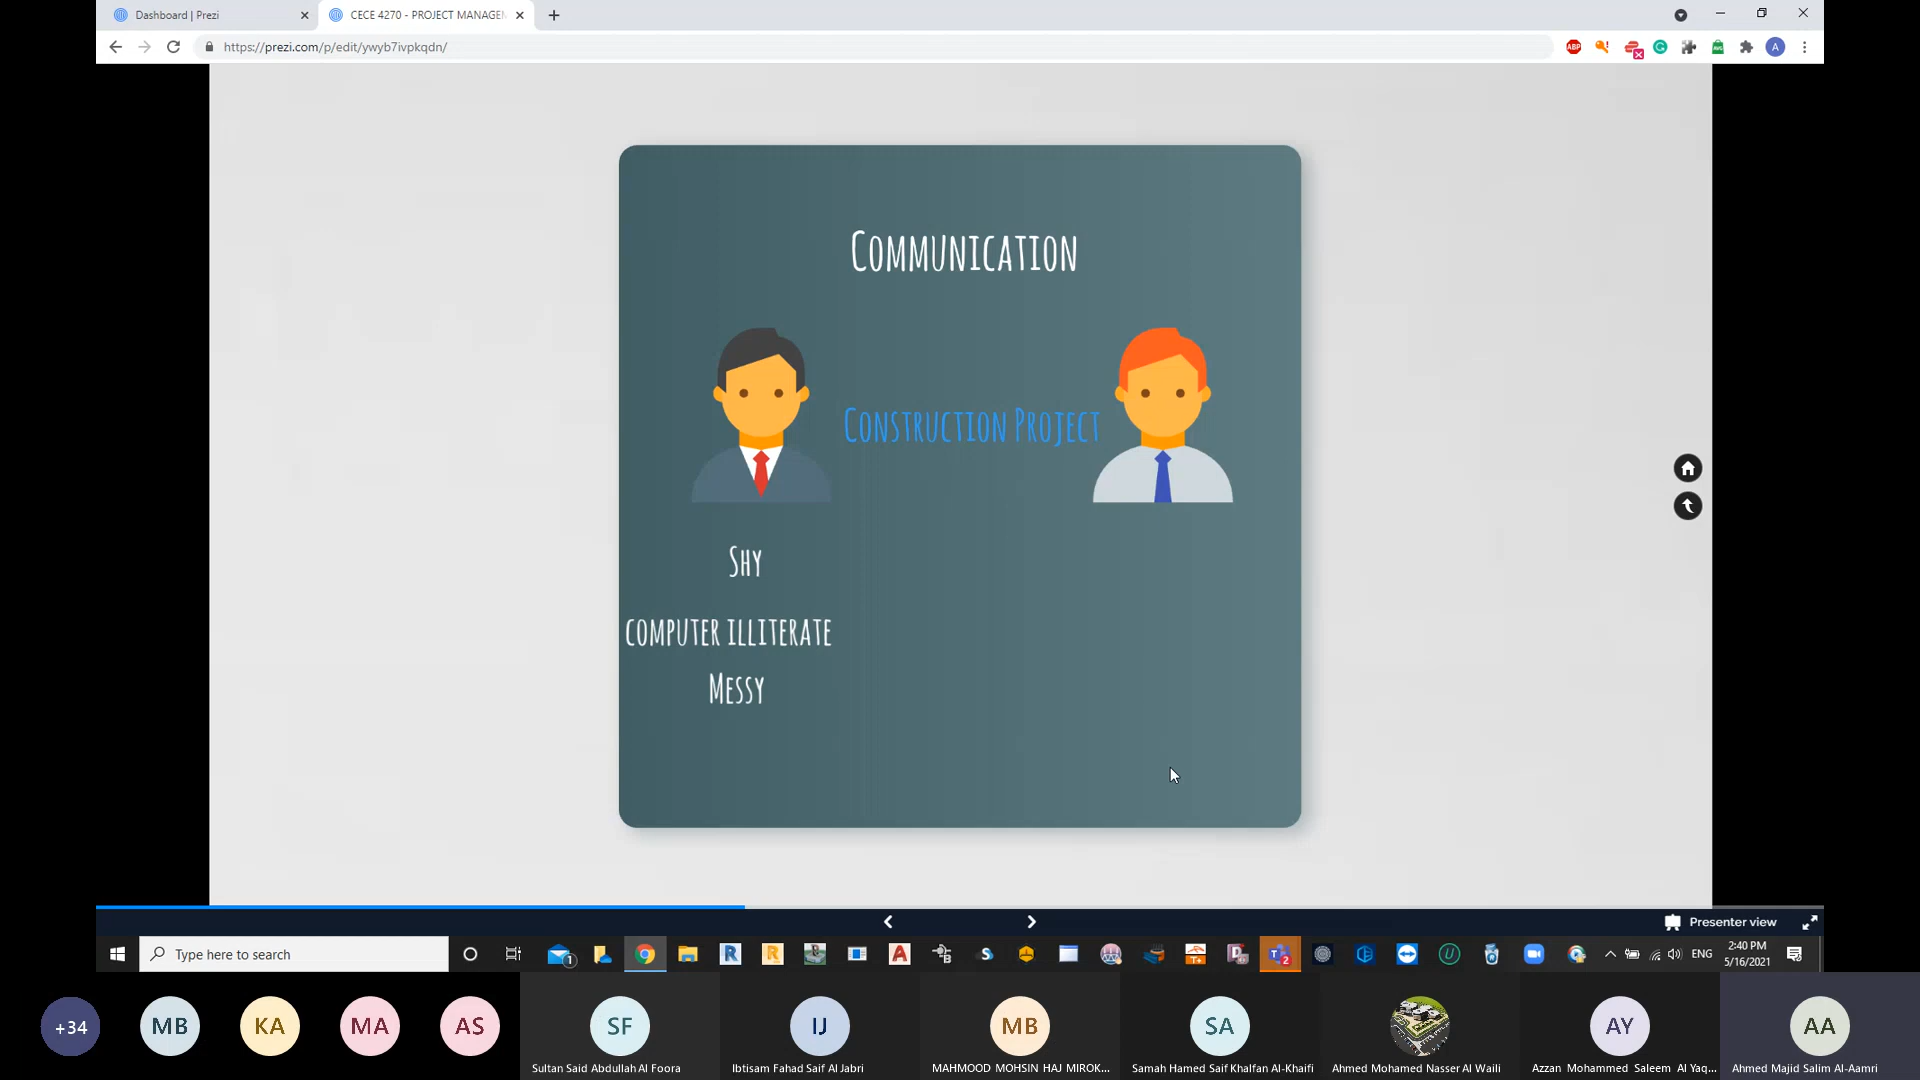 Dashboard | Prezi
CECE 4270 - PROJECT MANAGEM
https://prezi.com/p/edit/ywyb7ivpkqdn/
ABP
A
COMMUNICATION
CONSTRUCTION PROJECT
SHY
COMPUTER ILLITERATE
MESSY
Presenter view
Type here to search
ENG
2:40 PM
5/16/2021
+34
MB
KA
MA
AS
SF
IJ
MB
SA
AY
AA
Sultan Said Abdullah Al Foora
Ibtisam Fahad Saif Al Jabri
MAHMOOD MOHSIN HAJ MIROK...
Samah Hamed Saif Khalfan Al-Khaifi
Ahmed Mohamed Nasser Al Waili
Azzan Mohammed Saleem Al Yaq...
Ahmed Majid Salim Al-Aamri